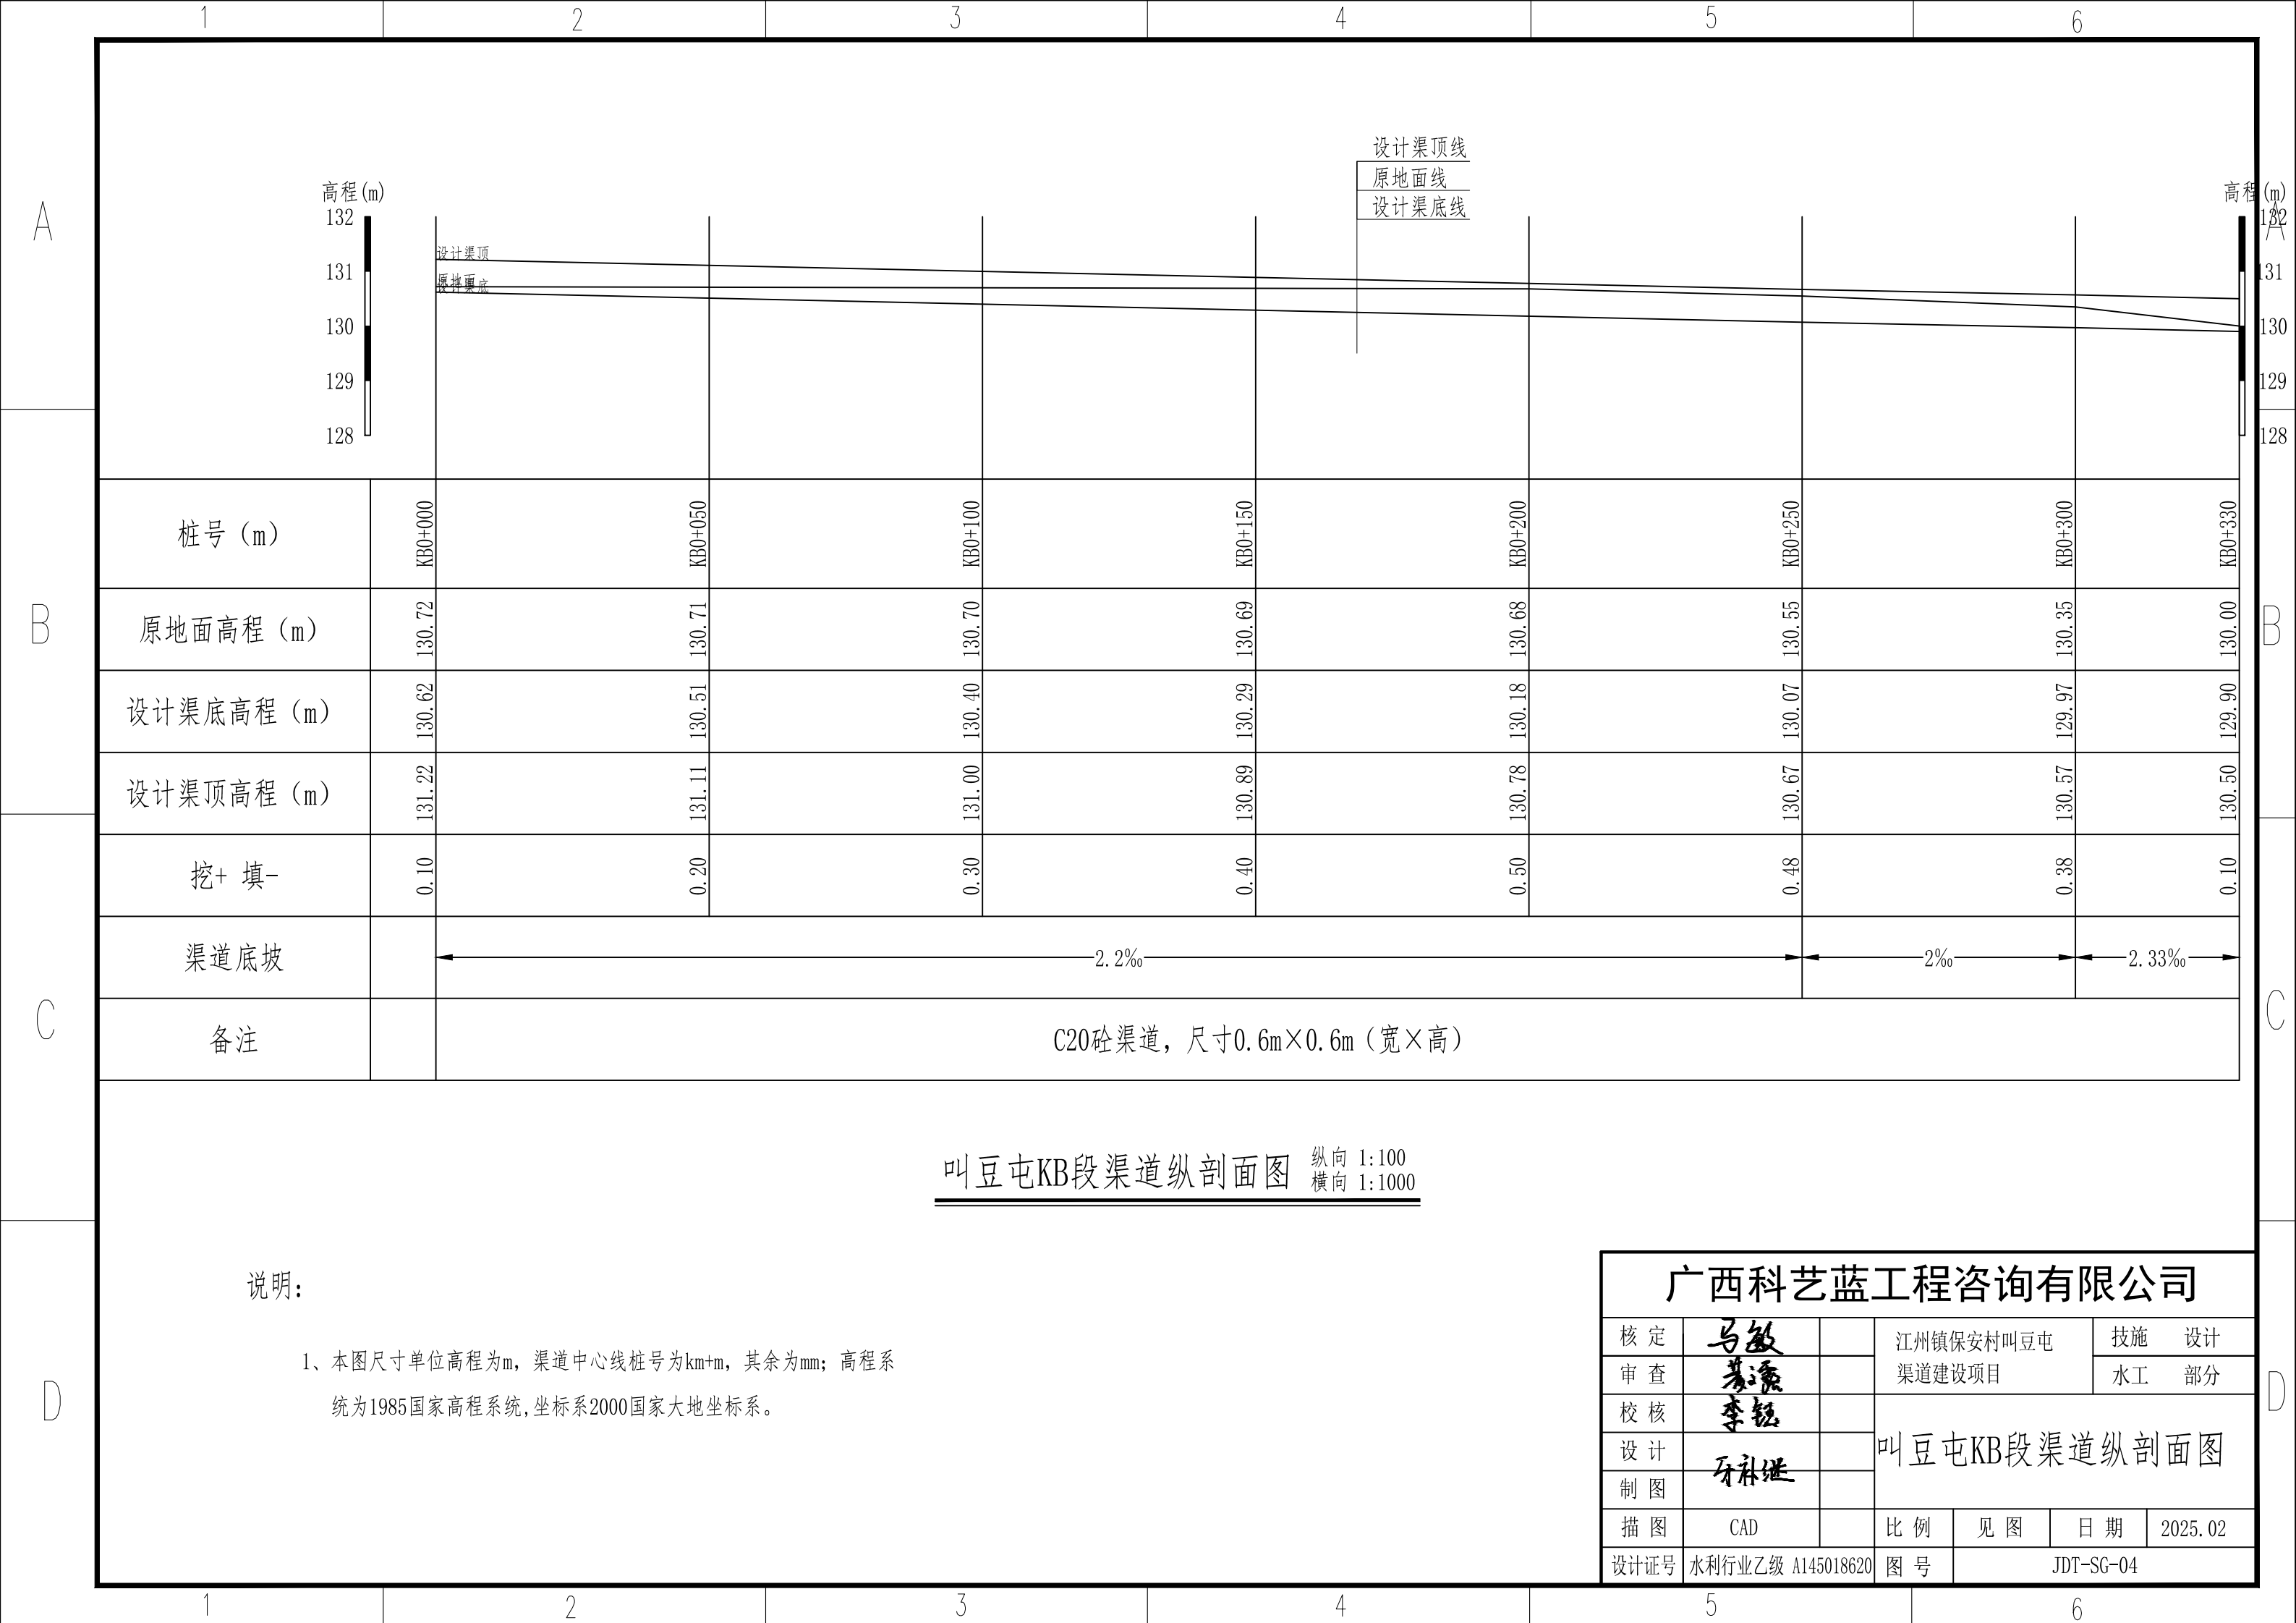 1 2 3 4 5 6
设计渠顶线
原地面线
设计渠底线
高程(m)
高程(m)
A
A
132
131
130
129
128
132
131
130
129
128
设计渠顶
原地面
设计渠底
B
B
桩号（m） KB0+000 KB0+050 KB0+100 KB0+150 KB0+200 KB0+250 KB0+300 KB0+330
原地面高程（m） 130.72 130.71 130.70 130.69 130.68 130.55 130.35 130.00
设计渠底高程（m） 130.62 130.51 130.40 130.29 130.18 130.07 129.97 129.90
设计渠顶高程（m） 131.22 131.11 131.00 130.89 130.78 130.67 130.57 130.50
挖+ 填- 0.10 0.20 0.30 0.40 0.50 0.48 0.38 0.10
渠道底坡 2.2‰ 2‰ 2.33‰
C
C
备注 C20砼渠道，尺寸0.6m×0.6m（宽×高）
叫豆屯KB段渠道纵剖面图 纵向 1:100
横向 1:1000
说明：
1、本图尺寸单位高程为m，渠道中心线桩号为km+m，其余为mm；高程系
统为1985国家高程系统,坐标系2000国家大地坐标系。
D
D
广西科艺蓝工程咨询有限公司
核 定 马敏 江州镇保安村叫豆屯 技施 设计
审 查 渠道建设项目 水工 部分
校 核 李钰
设 计 叫豆屯KB段渠道纵剖面图
制 图
描 图 CAD 比 例 见 图 日 期 2025.02
设计证号 水利行业乙级 A145018620 图 号 JDT-SG-04
1 2 3 4 5 6